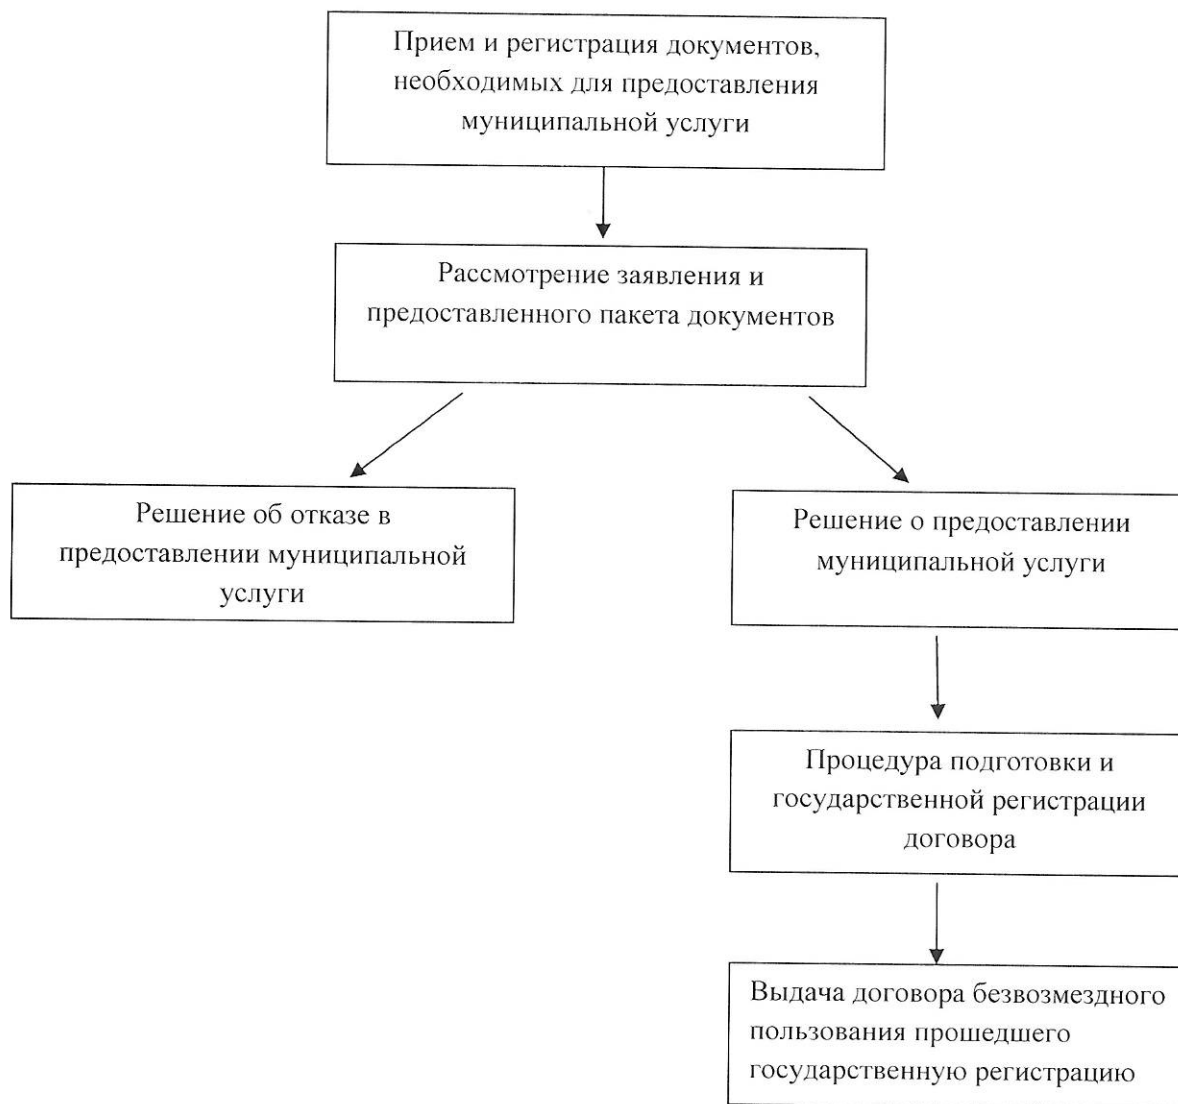 Прием и регистрация документов,
необходимых для предоставления
муниципальной услуги
Рассмотрение заявления и
предоставленного пакета документов
Решение об отказе в
предоставлении муниципальной
услуги
Решение о предоставлении
муниципальной услуги
Процедура подготовки и
государственной регистрации
договора
Выдача договора безвозмездного
пользования прошедшего
государственную регистрацию